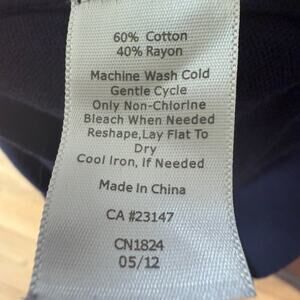 60% Cotton
40% Rayon
Machine Wash Cold
Gentle Cycle
Only Non-Chlorine
Bleach When Needed
Reshape,Lay Flat To
Dry
Cool Iron, If Needed
Made In China
CA #23147
CN1824
05/12